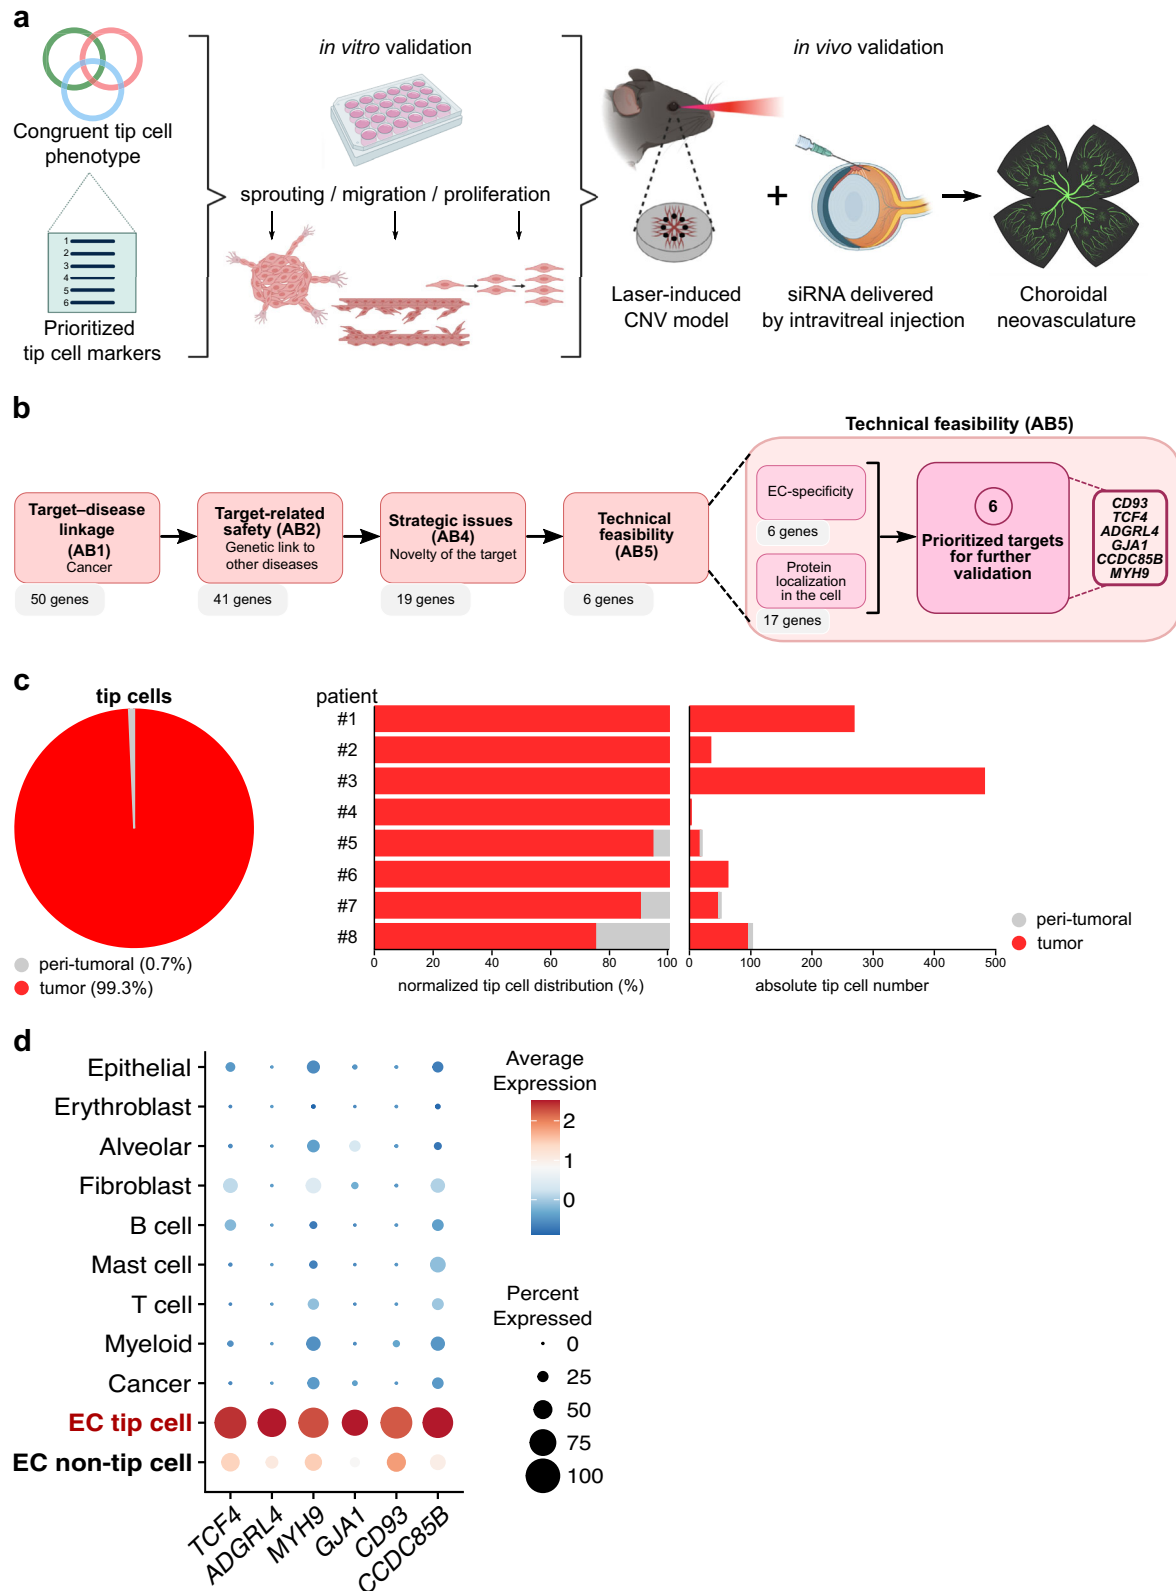 a
Congruent tip cell
phenotype
1
2
3
4
5
6
Prioritized
tip cell markers
in vitro validation
sprouting / migration / proliferation
in vivo validation
+
Laser-induced
CNV model
siRNA delivered
by intravitreal injection
Choroidal
neovasculature
b
Target–disease
linkage
(AB1)
Cancer
50 genes
Target-related
safety (AB2)
Genetic link to
other diseases
41 genes
Strategic issues
(AB4)
Novelty of the target
19 genes
Technical
feasibility
(AB5)
6 genes
Technical feasibility (AB5)
EC-specificity
6 genes
Protein
localization
in the cell
17 genes
6
Prioritized targets
for further
validation
CD93
TCF4
ADGRL4
GJA1
CCDC85B
MYH9
c
tip cells
peri-tumoral (0.7%)
tumor (99.3%)
patient
#1
#2
#3
#4
#5
#6
#7
#8
0 20 40 60 80 100
normalized tip cell distribution (%)
0 100 200 300 400 500
absolute tip cell number
peri-tumoral
tumor
d
Epithelial
Erythroblast
Alveolar
Fibroblast
B cell
Mast cell
T cell
Myeloid
Cancer
EC tip cell
EC non-tip cell
TCF4
ADGRL4
MYH9
GJA1
CD93
CCDC85B
Average
Expression
2
1
0
Percent
Expressed
0
25
50
75
100